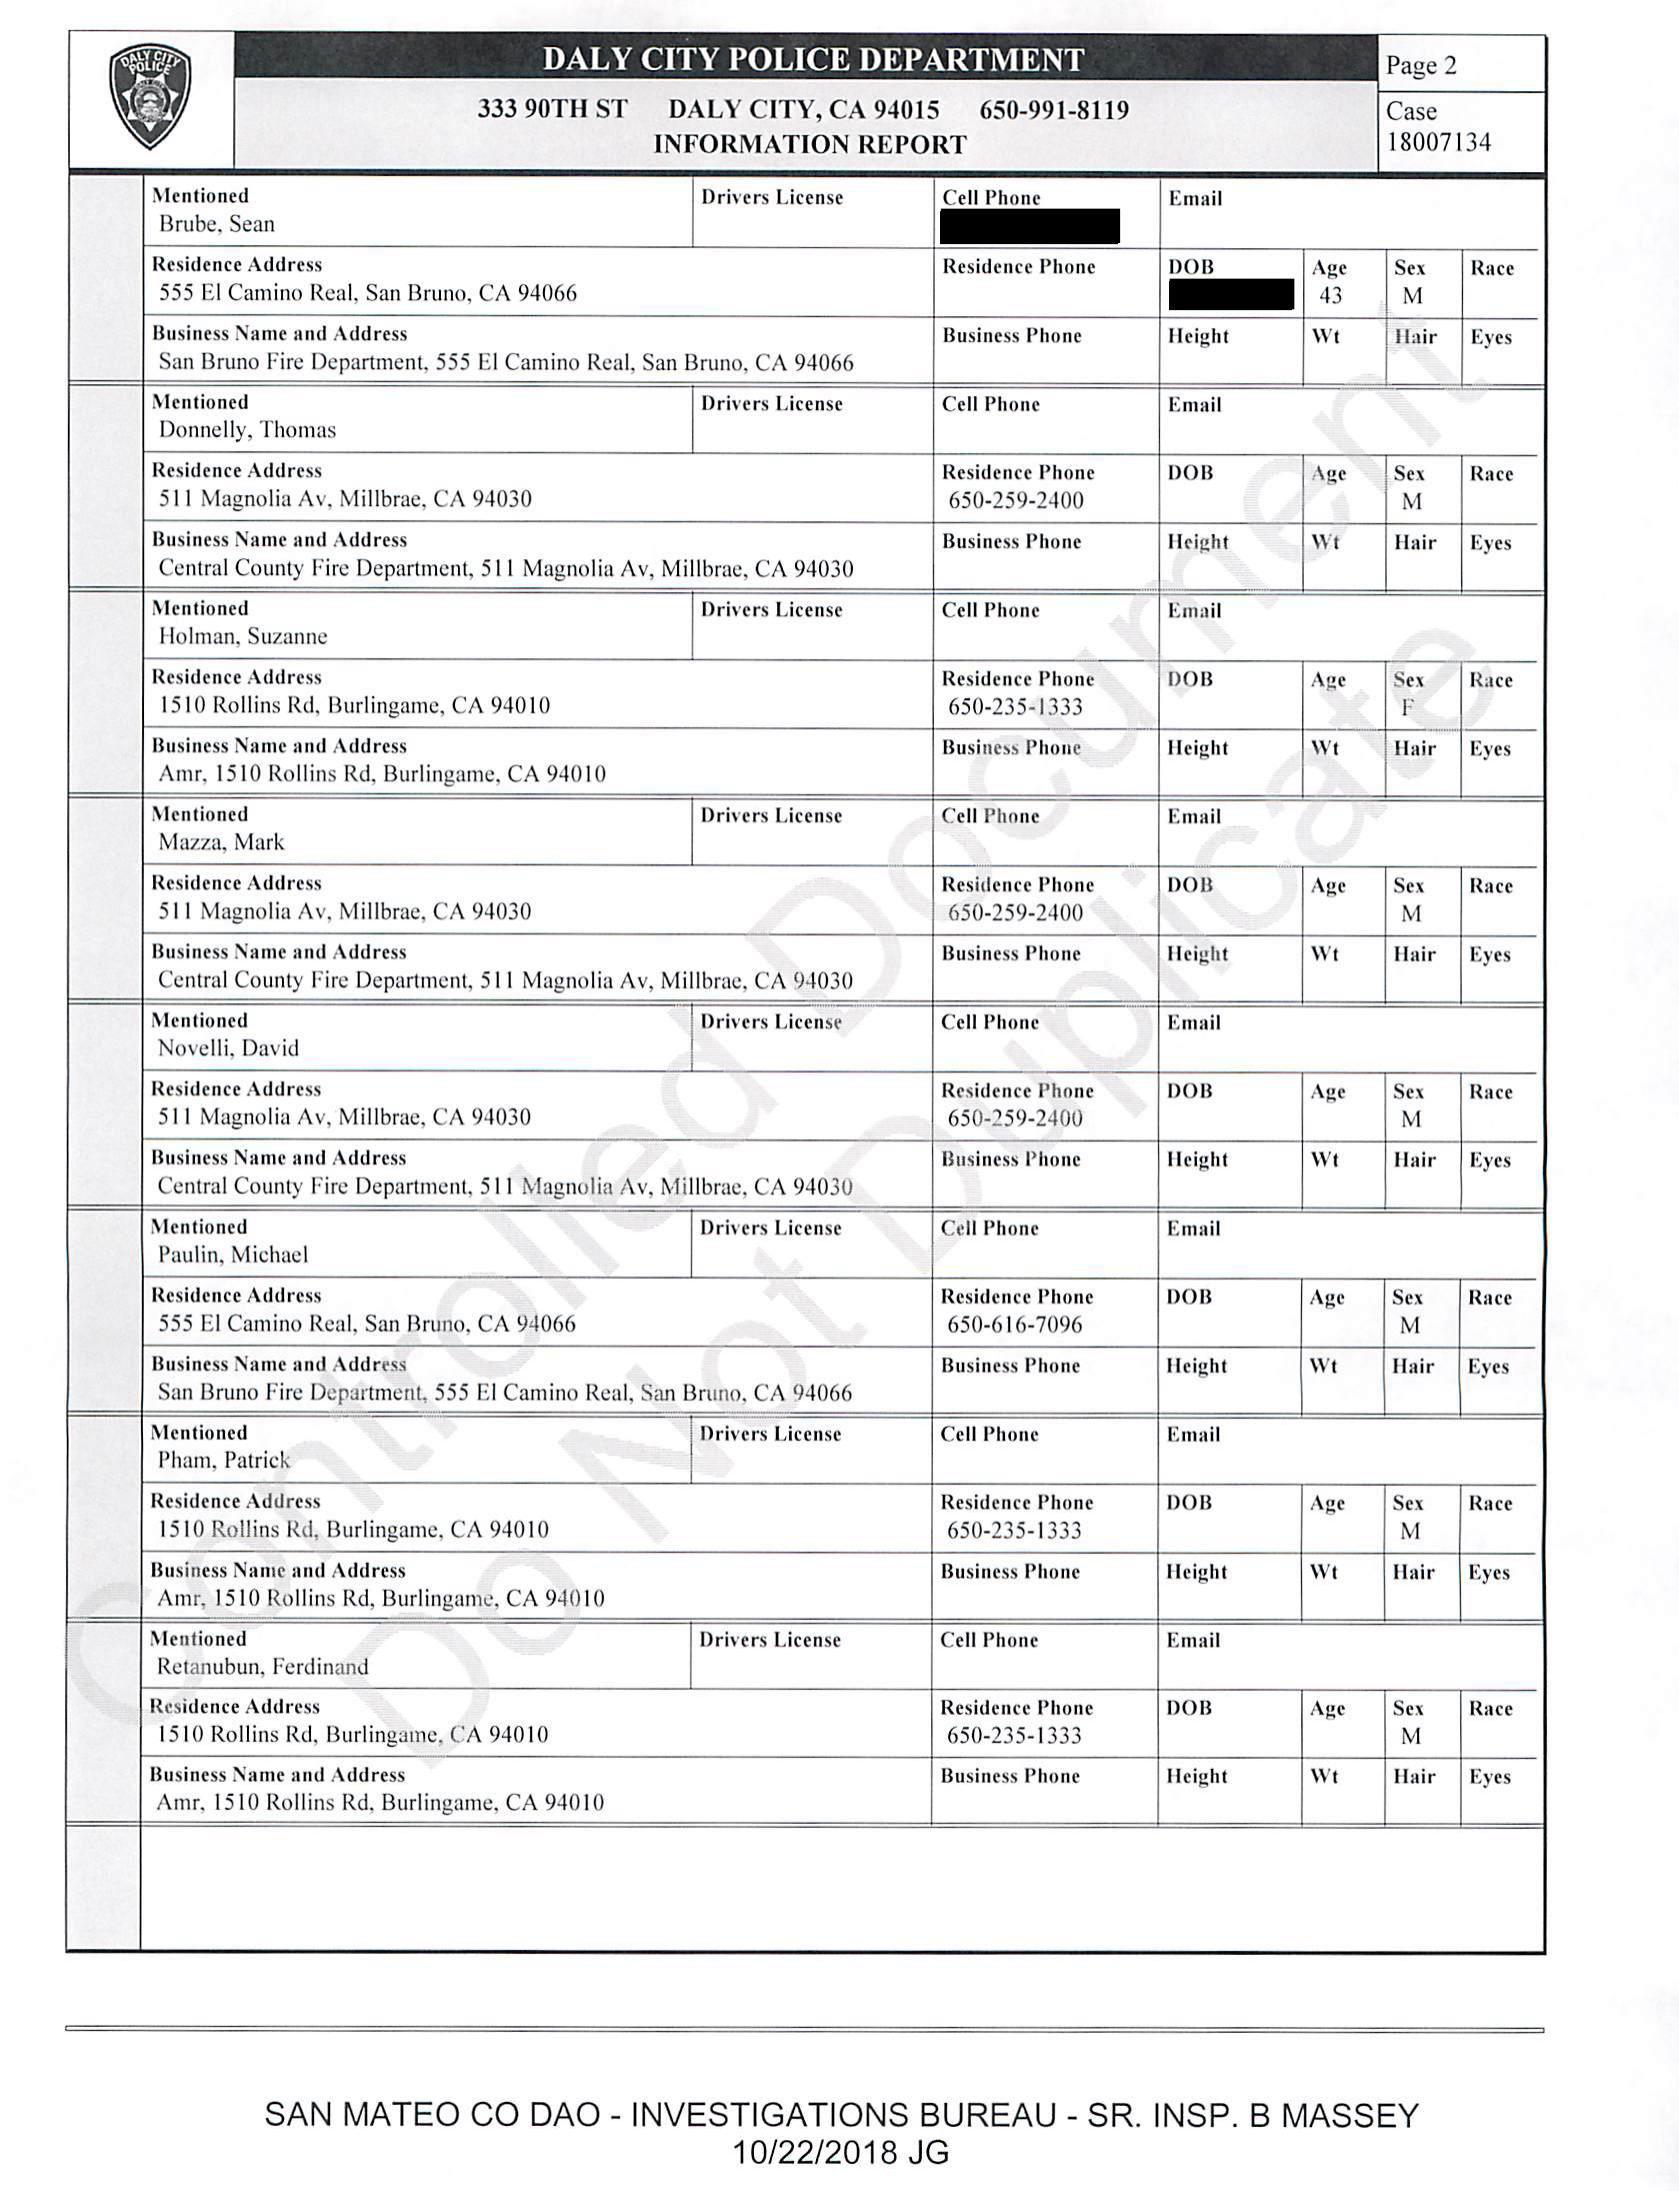 DALY CITY
POLICE
DALY CITY POLICE DEPARTMENT
Page 2
333 90TH ST DALY CITY, CA 94015 650-991-8119
INFORMATION REPORT
Case
18007134
Mentioned Drivers License Cell Phone Email
Brube, Sean
Residence Address Residence Phone DOB Age Sex Race
555 El Camino Real, San Bruno, CA 94066 43 M
Business Name and Address Business Phone Height Wt Hair Eyes
San Bruno Fire Department, 555 El Camino Real, San Bruno, CA 94066
Mentioned Drivers License Cell Phone Email
Donnelly, Thomas
Residence Address Residence Phone DOB Age Sex Race
511 Magnolia Av, Millbrae, CA 94030 650-259-2400 M
Business Name and Address Business Phone Height Wt Hair Eyes
Central County Fire Department, 511 Magnolia Av, Millbrae, CA 94030
Mentioned Drivers License Cell Phone Email
Holman, Suzanne
Residence Address Residence Phone DOB Age Sex Race
1510 Rollins Rd, Burlingame, CA 94010 650-235-1333 F
Business Name and Address Business Phone Height Wt Hair Eyes
Amr, 1510 Rollins Rd, Burlingame, CA 94010
Mentioned Drivers License Cell Phone Email
Mazza, Mark
Residence Address Residence Phone DOB Age Sex Race
511 Magnolia Av, Millbrae, CA 94030 650-259-2400 M
Business Name and Address Business Phone Height Wt Hair Eyes
Central County Fire Department, 511 Magnolia Av, Millbrae, CA 94030
Mentioned Drivers License Cell Phone Email
Novelli, David
Residence Address Residence Phone DOB Age Sex Race
511 Magnolia Av, Millbrae, CA 94030 650-259-2400 M
Business Name and Address Business Phone Height Wt Hair Eyes
Central County Fire Department, 511 Magnolia Av, Millbrae, CA 94030
Mentioned Drivers License Cell Phone Email
Paulin, Michael
Residence Address Residence Phone DOB Age Sex Race
555 El Camino Real, San Bruno, CA 94066 650-616-7096 M
Business Name and Address Business Phone Height Wt Hair Eyes
San Bruno Fire Department, 555 El Camino Real, San Bruno, CA 94066
Mentioned Drivers License Cell Phone Email
Pham, Patrick
Residence Address Residence Phone DOB Age Sex Race
1510 Rollins Rd, Burlingame, CA 94010 650-235-1333 M
Business Name and Address Business Phone Height Wt Hair Eyes
Amr, 1510 Rollins Rd, Burlingame, CA 94010
Mentioned Drivers License Cell Phone Email
Retanubun, Ferdinand
Residence Address Residence Phone DOB Age Sex Race
1510 Rollins Rd, Burlingame, CA 94010 650-235-1333 M
Business Name and Address Business Phone Height Wt Hair Eyes
Amr, 1510 Rollins Rd, Burlingame, CA 94010
Controlled Document
Do Not Duplicate
SAN MATEO CO DAO - INVESTIGATIONS BUREAU - SR. INSP. B MASSEY
10/22/2018 JG